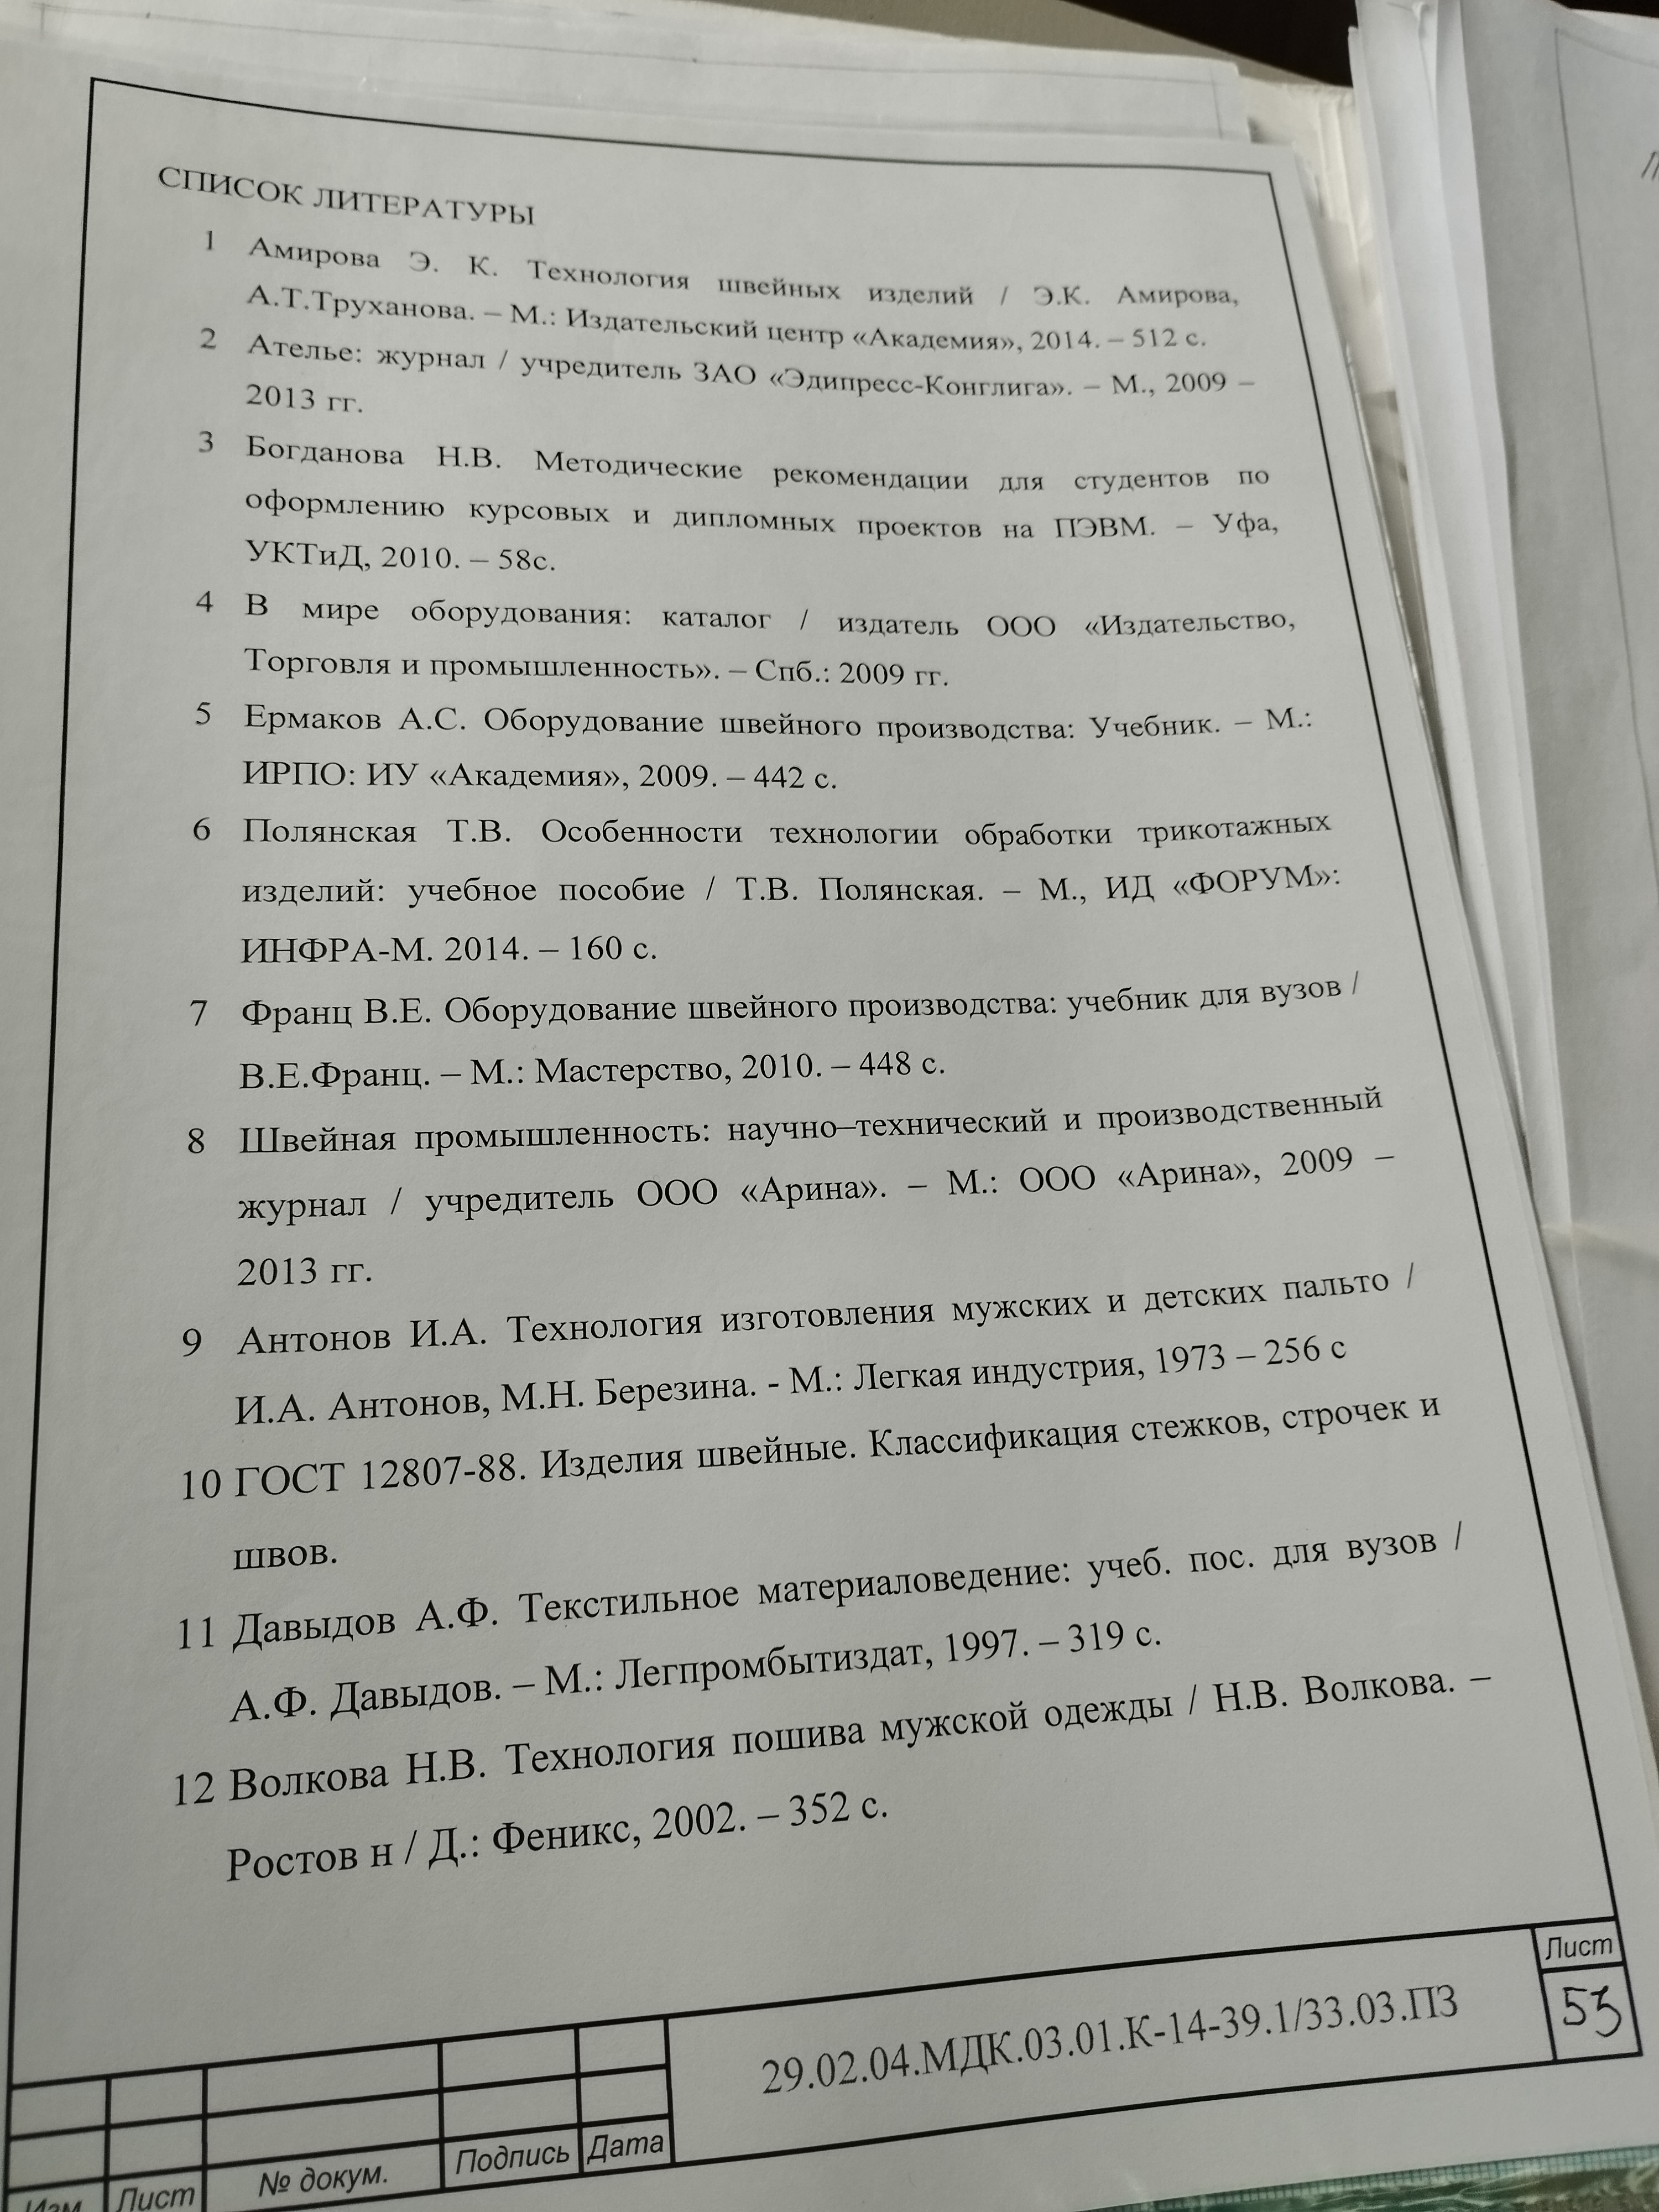 СПИСОК ЛИТЕРАТУРЫ
1 Амирова Э. К. Технология швейных изделий / Э.К. Амирова,
А.Т.Труханова. – М.: Издательский центр «Академия», 2014. – 512 с.
2 Ателье: журнал / учредитель ЗАО «Эдипресс-Конглига». – М., 2009 –
2013 гг.
3 Богданова Н.В. Методические рекомендации для студентов по
оформлению курсовых и дипломных проектов на ПЭВМ. – Уфа,
УКТиД, 2010. – 58с.
4 В мире оборудования: каталог / издатель ООО «Издательство,
Торговля и промышленность». – Спб.: 2009 гг.
5 Ермаков А.С. Оборудование швейного производства: Учебник. – М.:
ИРПО: ИУ «Академия», 2009. – 442 с.
6 Полянская Т.В. Особенности технологии обработки трикотажных
изделий: учебное пособие / Т.В. Полянская. – М., ИД «ФОРУМ»:
ИНФРА-М. 2014. – 160 с.
7 Франц В.Е. Оборудование швейного производства: учебник для вузов /
В.Е.Франц. – М.: Мастерство, 2010. – 448 с.
8 Швейная промышленность: научно–технический и производственный
журнал / учредитель ООО «Арина». – М.: ООО «Арина», 2009 –
2013 гг.
9 Антонов И.А. Технология изготовления мужских и детских пальто /
И.А. Антонов, М.Н. Березина. - М.: Легкая индустрия, 1973 – 256 с
10 ГОСТ 12807-88. Изделия швейные. Классификация стежков, строчек и
швов.
11 Давыдов А.Ф. Текстильное материаловедение: учеб. пос. для вузов /
А.Ф. Давыдов. – М.: Легпромбытиздат, 1997. – 319 с.
12 Волкова Н.В. Технология пошива мужской одежды / Н.В. Волкова. –
Ростов н / Д.: Феникс, 2002. – 352 с.
Лист
29.02.04.МДК.03.01.К-14-39.1/33.03.ПЗ
53
Изм. Лист № докум. Подпись Дата